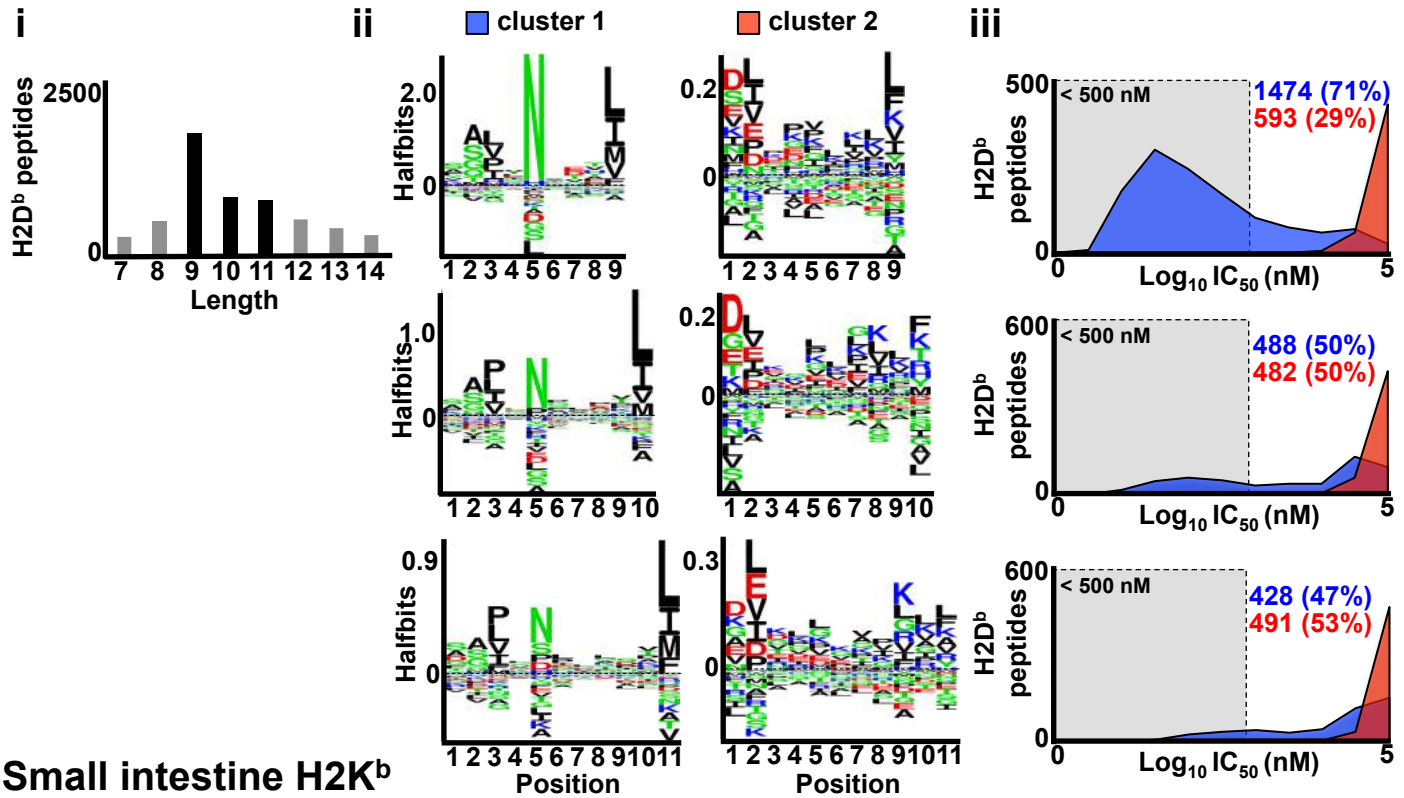 i
ii
iii
cluster 1
cluster 2
H2Dᵇ peptides
2500
0
7 8 9 10 11 12 13 14
Length
Halfbits
2.0
0
1 2 3 4 5 6 7 8 9
0.2
0
1 2 3 4 5 6 7 8 9
H2Dᵇ
peptides
500
0
< 500 nM
1474 (71%)
593 (29%)
0 5
Log₁₀ IC₅₀ (nM)
Halfbits
1.0
0
1 2 3 4 5 6 7 8 9 10
0.2
0
1 2 3 4 5 6 7 8 9 10
H2Dᵇ
peptides
600
0
< 500 nM
488 (50%)
482 (50%)
0 5
Log₁₀ IC₅₀ (nM)
Halfbits
0.9
0
1 2 3 4 5 6 7 8 9 10 11
Position
0.3
0
1 2 3 4 5 6 7 8 9 10 11
Position
H2Dᵇ
peptides
600
0
< 500 nM
428 (47%)
491 (53%)
0 5
Log₁₀ IC₅₀ (nM)
Small intestine H2Kᵇ